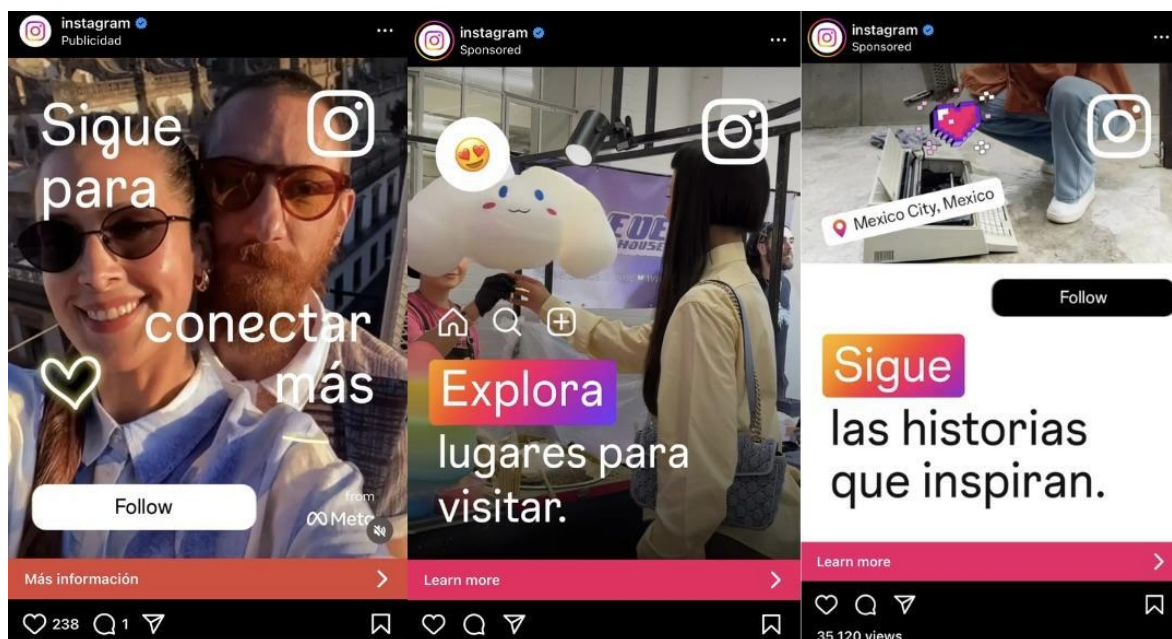 instagram
Publicidad
Sigue
para
conectar
más
Follow
from
Meta
Más información
238
1
instagram
Sponsored
HOUSE
Explora
lugares para
visitar.
Learn more
instagram
Sponsored
Mexico City, Mexico
Follow
Sigue
las historias
que inspiran.
Learn more
35,120 views